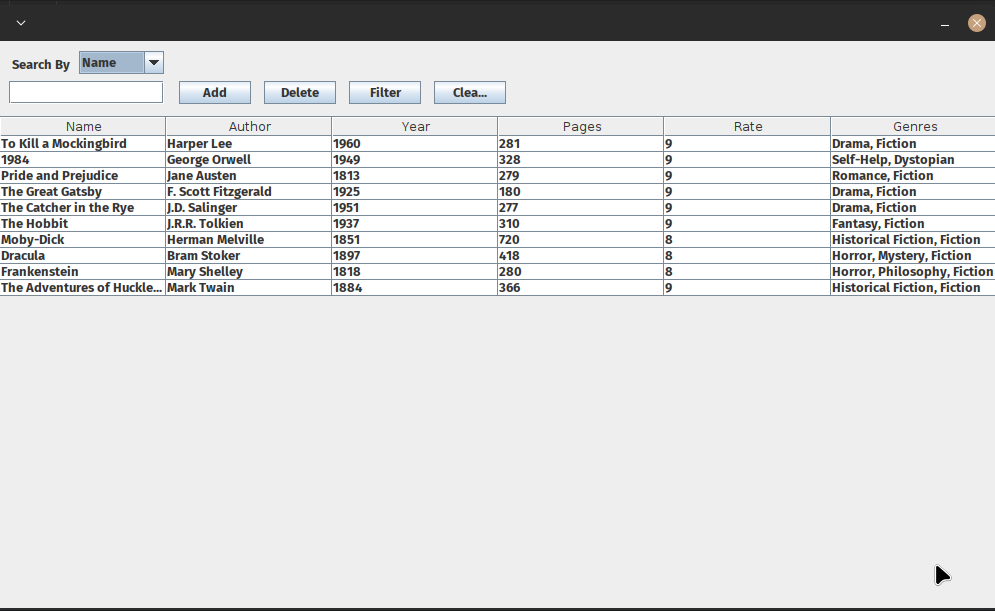 Search By Name
Add Delete Filter Clea...
Name Author Year Pages Rate Genres
To Kill a Mockingbird Harper Lee 1960 281 9 Drama, Fiction
1984 George Orwell 1949 328 9 Self-Help, Dystopian
Pride and Prejudice Jane Austen 1813 279 9 Romance, Fiction
The Great Gatsby F. Scott Fitzgerald 1925 180 9 Drama, Fiction
The Catcher in the Rye J.D. Salinger 1951 277 9 Drama, Fiction
The Hobbit J.R.R. Tolkien 1937 310 9 Fantasy, Fiction
Moby-Dick Herman Melville 1851 720 8 Historical Fiction, Fiction
Dracula Bram Stoker 1897 418 8 Horror, Mystery, Fiction
Frankenstein Mary Shelley 1818 280 8 Horror, Philosophy, Fiction
The Adventures of Huckle... Mark Twain 1884 366 9 Historical Fiction, Fiction